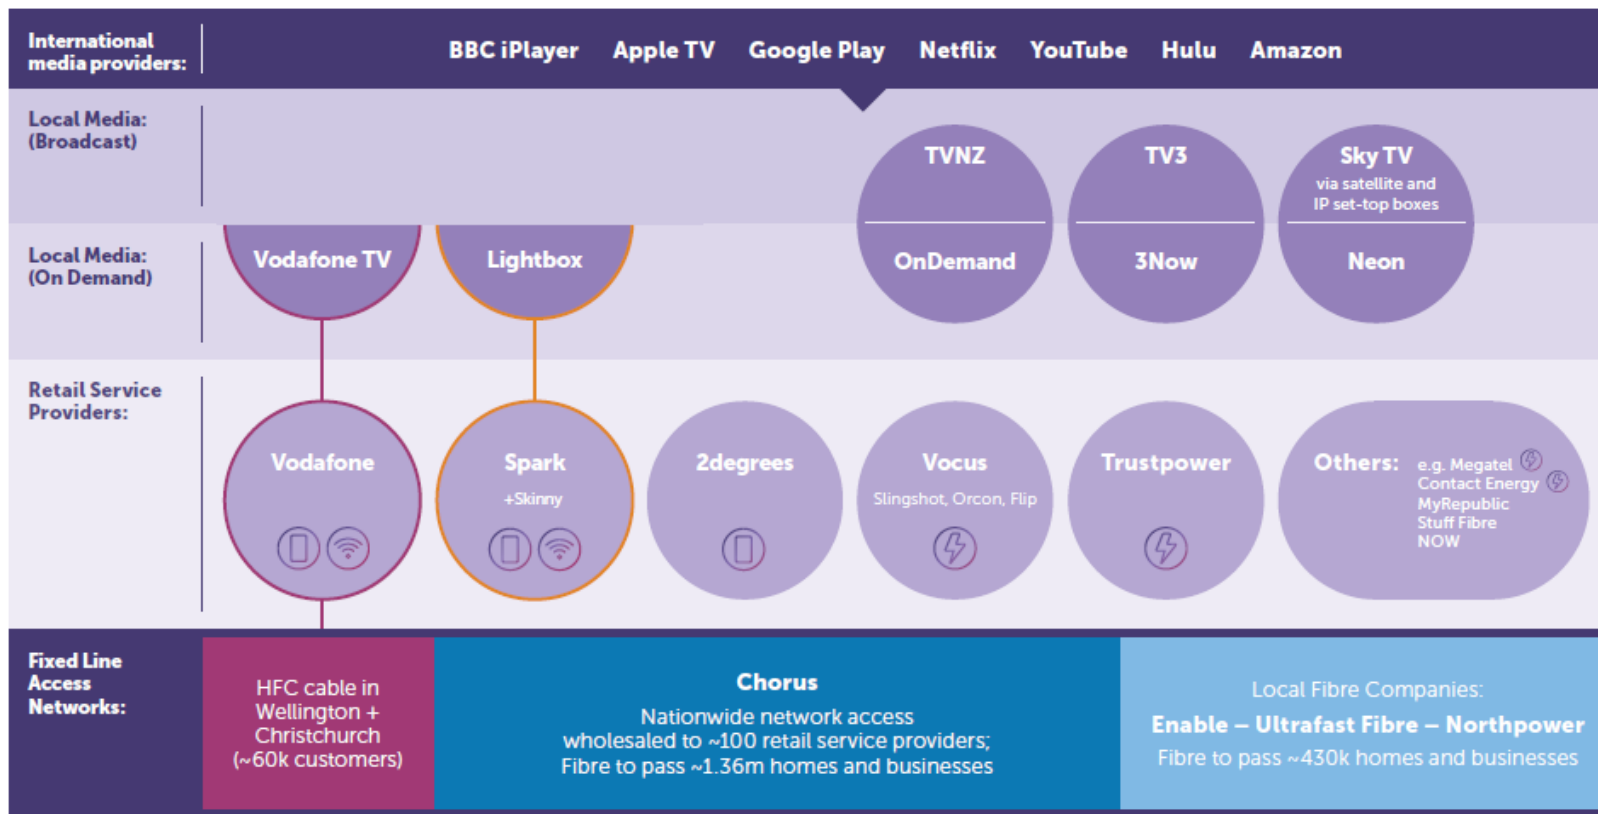 International
media providers:
BBC iPlayer Apple TV Google Play Netflix YouTube Hulu Amazon
Local Media:
(Broadcast)
TVNZ
TV3
Sky TV
via satellite and
IP set-top boxes
Local Media:
(On Demand)
Vodafone TV
Lightbox
OnDemand
3Now
Neon
Retail Service
Providers:
Vodafone
Spark
+Skinny
2degrees
Vocus
Slingshot, Orcon, Flip
Trustpower
Others:
e.g. Megatel
Contact Energy
MyRepublic
Stuff Fibre
NOW
Fixed Line
Access
Networks:
HFC cable in
Wellington +
Christchurch
(~60k customers)
Chorus
Nationwide network access
wholesaled to ~100 retail service providers;
Fibre to pass ~1.36m homes and businesses
Local Fibre Companies:
Enable – Ultrafast Fibre – Northpower
Fibre to pass ~430k homes and businesses